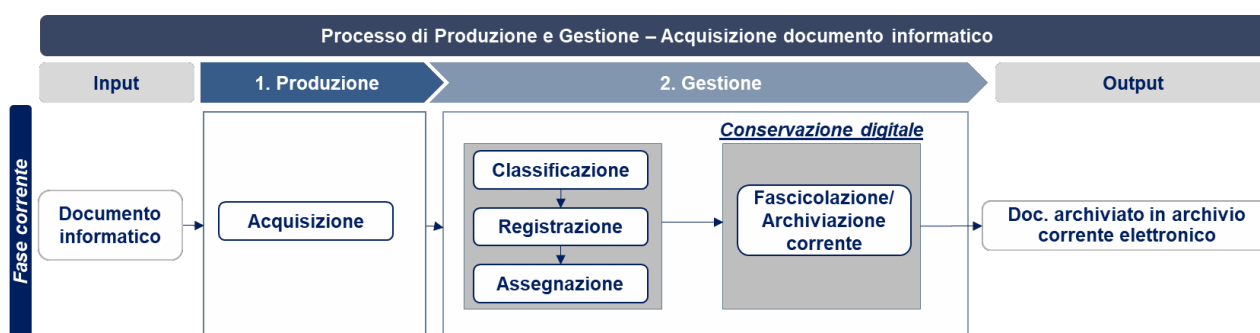 Processo di Produzione e Gestione – Acquisizione documento informatico
Input
1. Produzione
2. Gestione
Output
Fase corrente
Documento
informatico
Acquisizione
Classificazione
Registrazione
Assegnazione
Conservazione digitale
Fascicolazione/
Archiviazione
corrente
Doc. archiviato in archivio
corrente elettronico